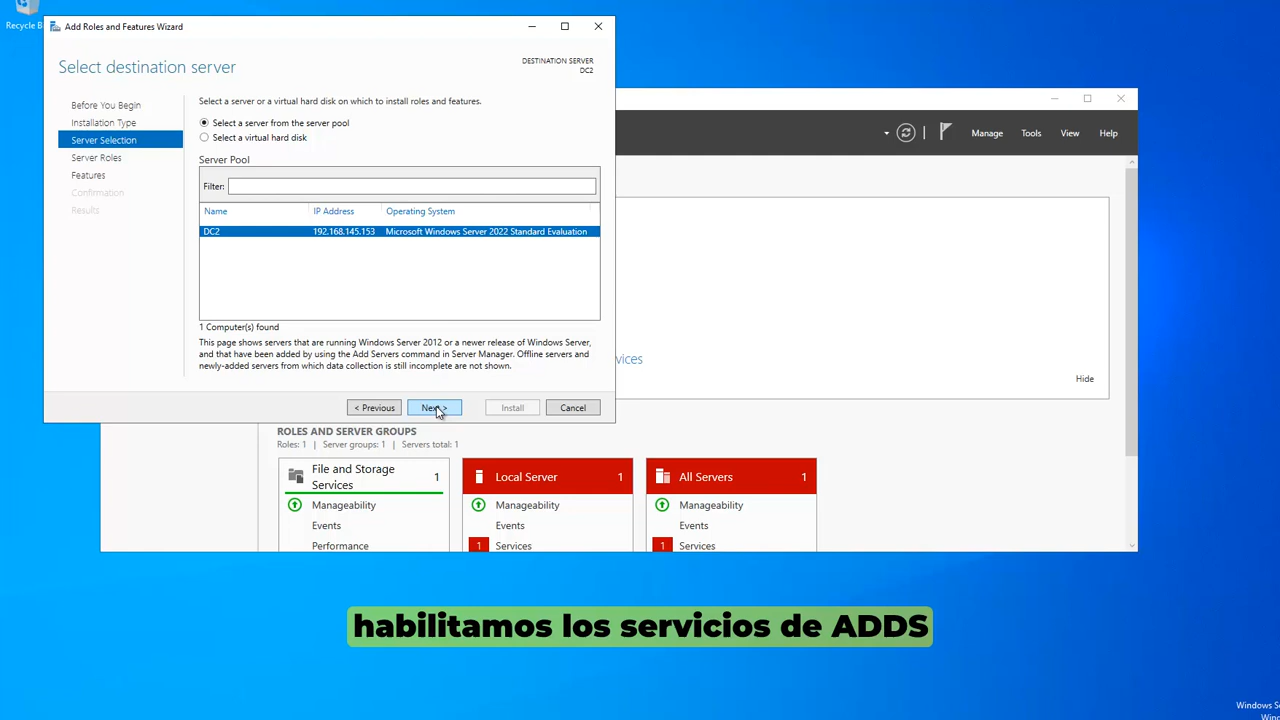 Recycle B
Add Roles and Features Wizard
Select destination server
DESTINATION SERVER
DC2
Before You Begin
Installation Type
Server Selection
Server Roles
Features
Confirmation
Results
Select a server or a virtual hard disk on which to install roles and features.
Select a server from the server pool
Select a virtual hard disk
Server Pool
Filter:
Name IP Address Operating System
DC2 192.168.145.153 Microsoft Windows Server 2022 Standard Evaluation
1 Computer(s) found
This page shows servers that are running Windows Server 2012 or a newer release of Windows Server,
and that have been added by using the Add Servers command in Server Manager. Offline servers and
newly-added servers from which data collection is still incomplete are not shown.
< Previous Next > Install Cancel
Manage Tools View Help
vices
Hide
ROLES AND SERVER GROUPS
Roles: 1 | Server groups: 1 | Servers total: 1
File and Storage
Services
1
Manageability
Events
Performance
Local Server 1
Manageability
Events
1 Services
All Servers 1
Manageability
Events
1 Services
habilitamos los servicios de ADDS
Windows S
Wind